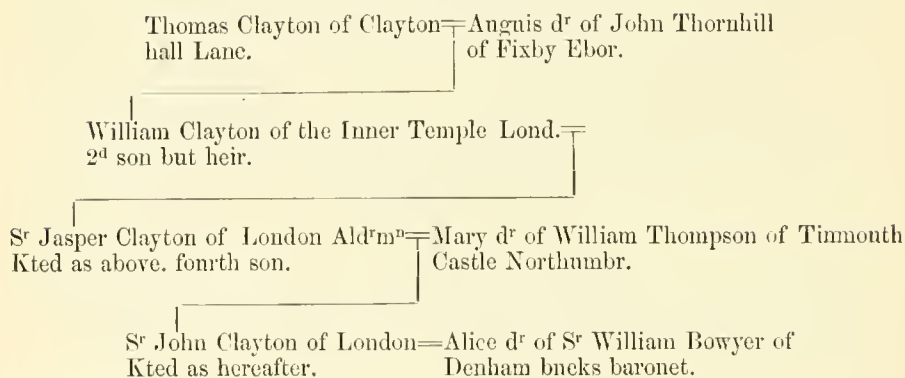 Thomas Clayton of Clayton=Anguis dʳ of John Thornhill
hall Lanc. of Fixby Ebor.
William Clayton of the Inner Temple Lond.=
2ᵈ son but heir.
Sʳ Jasper Clayton of London Aldʳmⁿ=Mary dʳ of William Thompson of Tinmouth
Kted as above. fonrth son. Castle Northumbr.
Sʳ John Clayton of London=Alice dʳ of Sʳ William Bowyer of
Kted as hereafter. Denham bucks baronet.